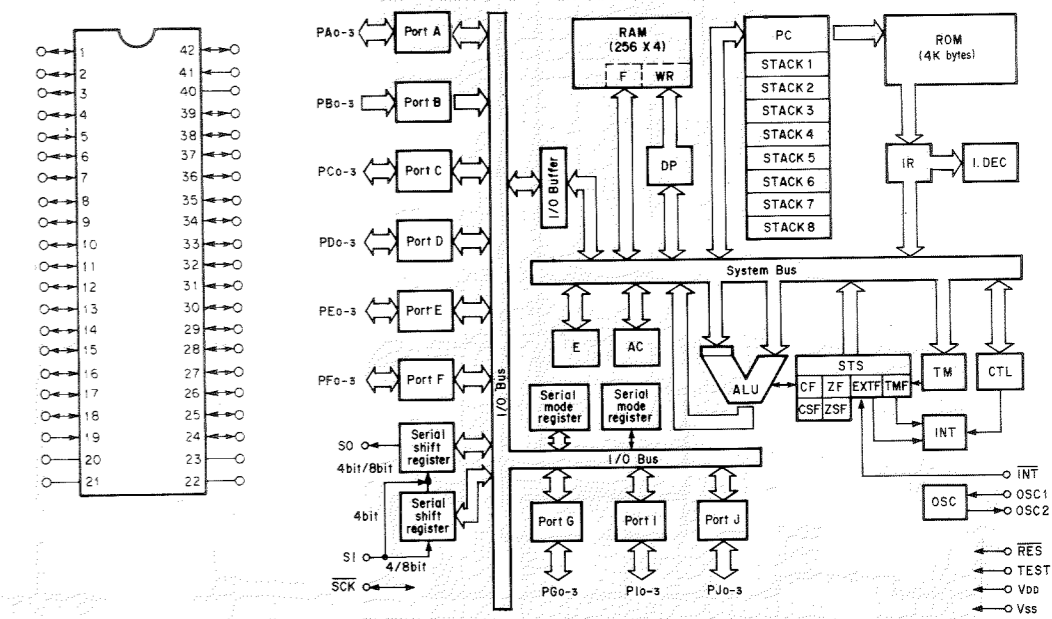 1 42
2 41
3 40
4 39
5 38
6 37
7 36
8 35
9 34
10 33
11 32
12 31
13 30
14 29
15 28
16 27
17 26
18 25
19 24
20 23
21 22
PA0-3 Port A
PB0-3 Port B
PC0-3 Port C
PD0-3 Port D
PE0-3 Port E
PF0-3 Port F
SO
Serial
shift
register
4bit/8bit
4bit
Serial
shift
register
SI
4/8bit
SCK
I/O Bus
I/O Buffer
RAM
(256 X 4)
F WR
DP
PC
STACK 1
STACK 2
STACK 3
STACK 4
STACK 5
STACK 6
STACK 7
STACK 8
ROM
(4K bytes)
IR I. DEC
System Bus
E AC ALU
STS
CF ZF EXTF TMF
CSF ZSF
TM CTL
INT
Serial
mode
register
Serial
mode
register
I/O Bus
Port G Port I Port J
PG0-3 PI0-3 PJ0-3
INT
OSC OSC1
OSC2
RES
TEST
VDD
VSS